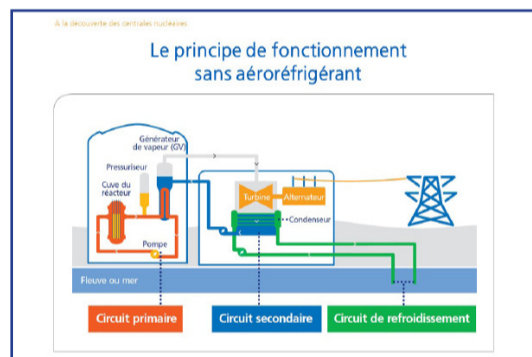 À la découverte des centrales nucléaires
Le principe de fonctionnement
sans aéroréfrigérant
Générateur
de vapeur (GV)
Pressuriseur
Cuve du
réacteur
Turbine
Alternateur
Condenseur
Pompe
Fleuve ou mer
Circuit primaire
Circuit secondaire
Circuit de refroidissement